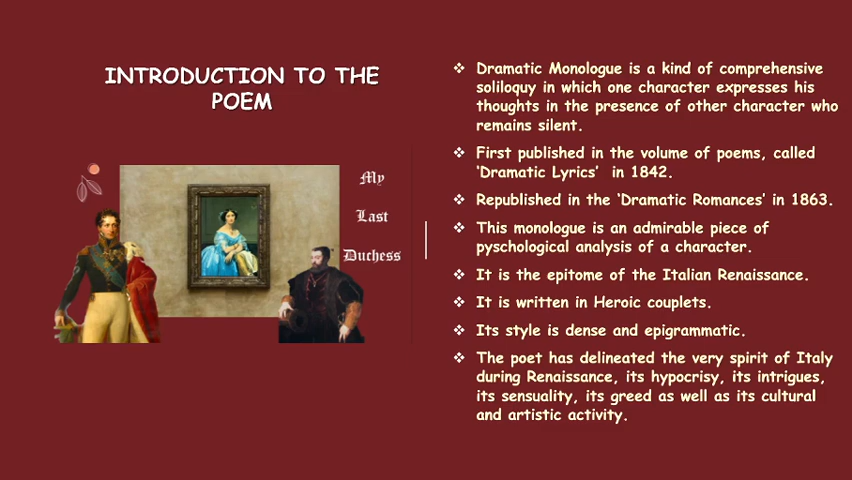 INTRODUCTION TO THE
POEM
My
Last
Duchess
❖ Dramatic Monologue is a kind of comprehensive
soliloquy in which one character expresses his
thoughts in the presence of other character who
remains silent.
❖ First published in the volume of poems, called
‘Dramatic Lyrics’ in 1842.
❖ Republished in the ‘Dramatic Romances’ in 1863.
❖ This monologue is an admirable piece of
pyschological analysis of a character.
❖ It is the epitome of the Italian Renaissance.
❖ It is written in Heroic couplets.
❖ Its style is dense and epigrammatic.
❖ The poet has delineated the very spirit of Italy
during Renaissance, its hypocrisy, its intrigues,
its sensuality, its greed as well as its cultural
and artistic activity.